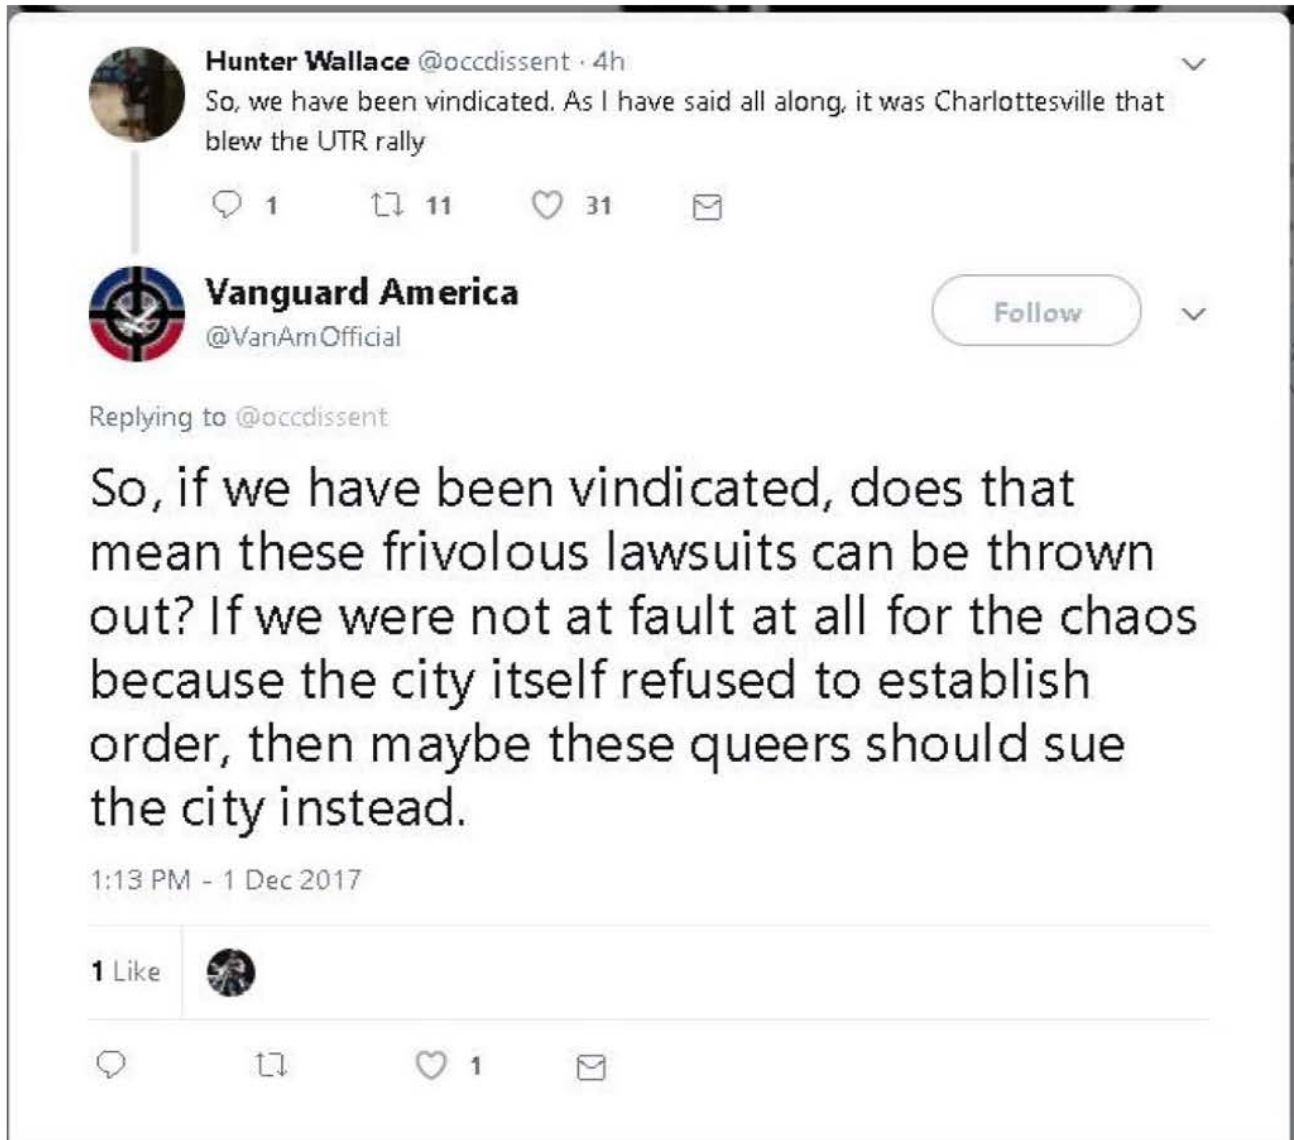 Hunter Wallace @occdissent · 4h
So, we have been vindicated. As I have said all along, it was Charlottesville that
blew the UTR rally
1 11 31
Vanguard America
@VanAmOfficial
Follow
Replying to @occdissent
So, if we have been vindicated, does that
mean these frivolous lawsuits can be thrown
out? If we were not at fault at all for the chaos
because the city itself refused to establish
order, then maybe these queers should sue
the city instead.
1:13 PM - 1 Dec 2017
1 Like
1